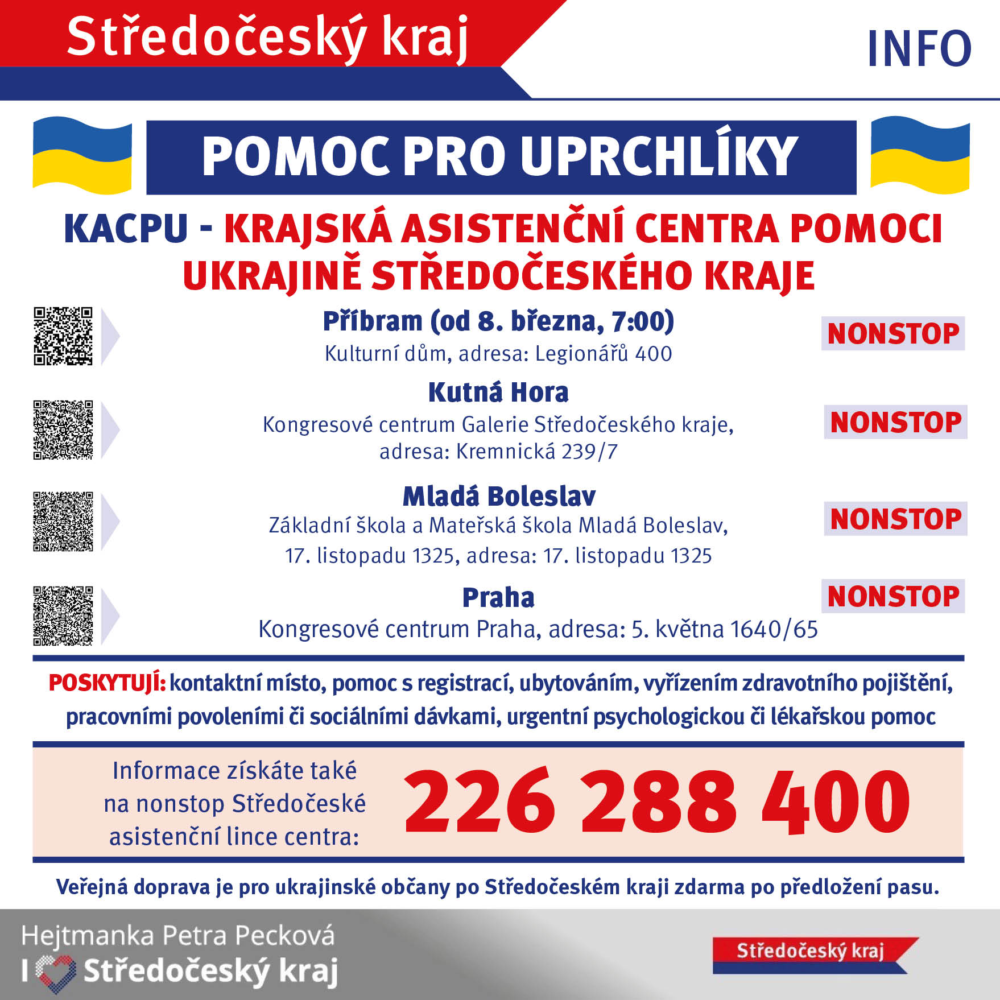 Středočeský kraj
INFO
POMOC PRO UPRCHLÍKY
KACPU - KRAJSKÁ ASISTENČNÍ CENTRA POMOCI
UKRAJINĚ STŘEDOČESKÉHO KRAJE
Příbram (od 8. března, 7:00)
Kulturní dům, adresa: Legionářů 400
NONSTOP
Kutná Hora
Kongresové centrum Galerie Středočeského kraje,
adresa: Kremnická 239/7
NONSTOP
Mladá Boleslav
Základní škola a Mateřská škola Mladá Boleslav,
17. listopadu 1325, adresa: 17. listopadu 1325
NONSTOP
Praha
Kongresové centrum Praha, adresa: 5. května 1640/65
NONSTOP
POSKYTUJÍ: kontaktní místo, pomoc s registrací, ubytováním, vyřízením zdravotního pojištění,
pracovními povoleními či sociálními dávkami, urgentní psychologickou či lékařskou pomoc
Informace získáte také
na nonstop Středočeské
asistenční lince centra:
226 288 400
Veřejná doprava je pro ukrajinské občany po Středočeském kraji zdarma po předložení pasu.
Hejtmanka Petra Pecková
I Středočeský kraj
Středočeský kraj